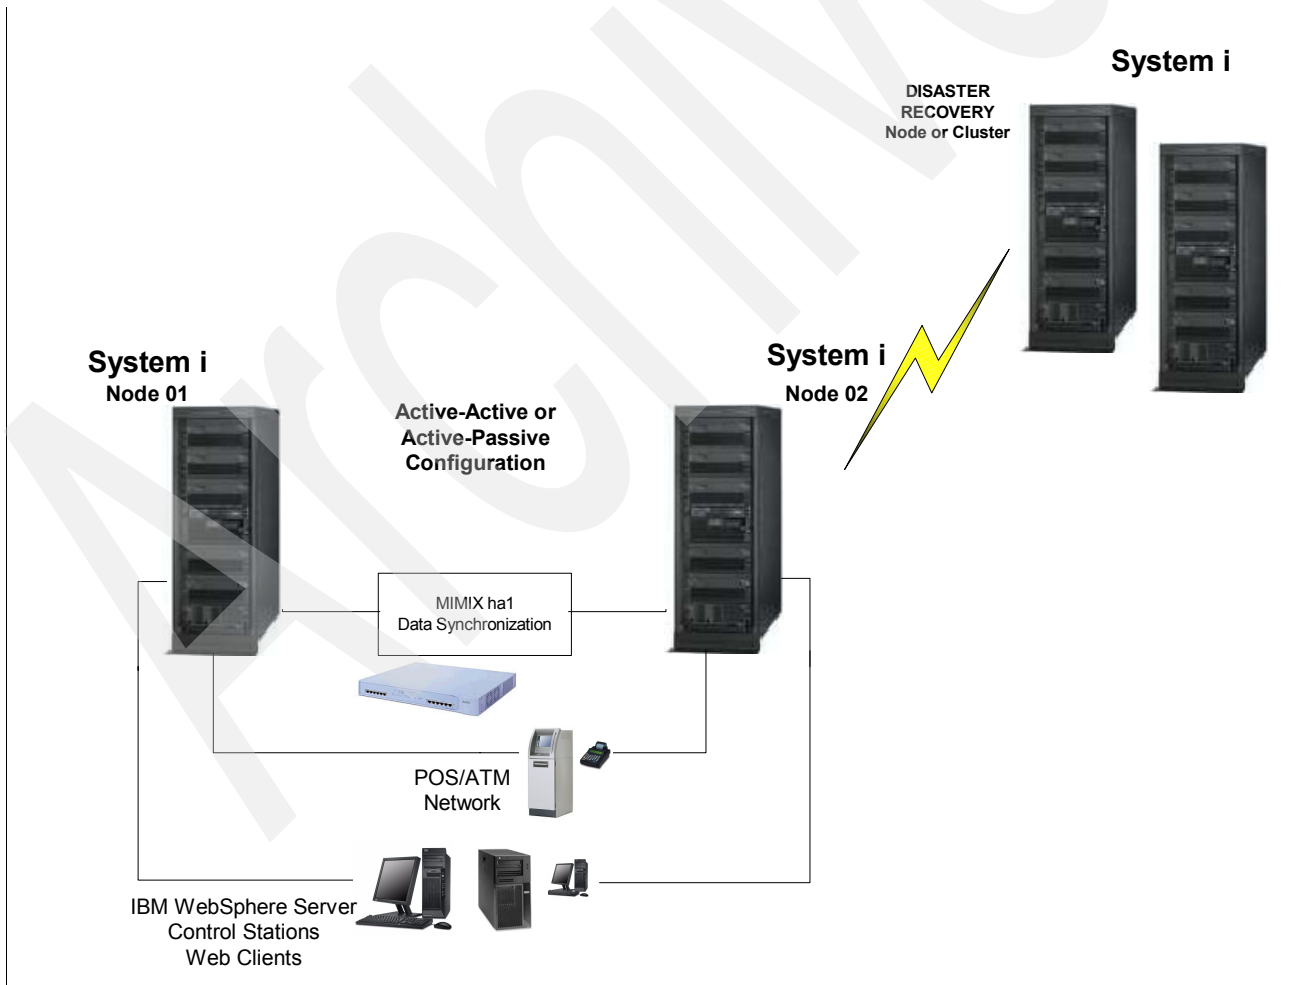 System i
DISASTER
RECOVERY
Node or Cluster
System i
Node 01
Active-Active or
Active-Passive
Configuration
System i
Node 02
MIMIX ha1
Data Synchronization
POS/ATM
Network
IBM WebSphere Server
Control Stations
Web Clients
Archive